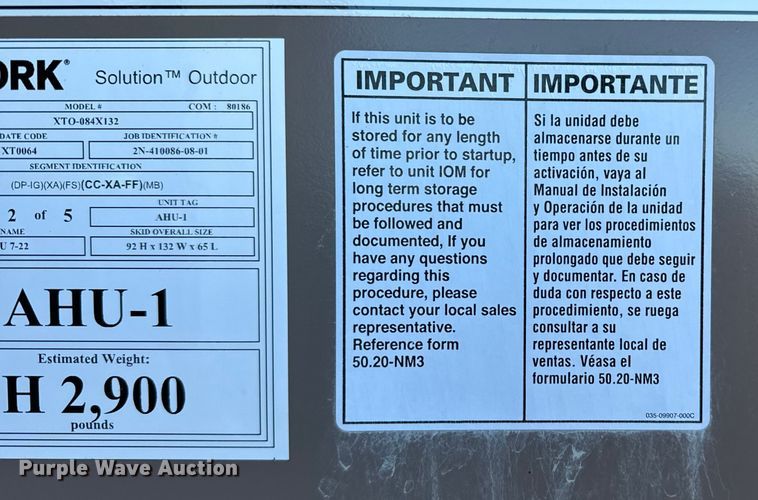 ORK® Solution™ Outdoor
MODEL # COM: 80186
XTO-084X132
DATE CODE JOB IDENTIFICATION #
XT0064 2N-410086-08-01
SEGMENT IDENTIFICATION
(DP-IG)(XA)(FS)(CC-XA-FF)(MB)
2 of 5
UNIT TAG
AHU-1
NAME SKID OVERALL SIZE
U 7-22 92 H x 132 W x 65 L
AHU-1
Estimated Weight:
H 2,900
pounds
IMPORTANT
If this unit is to be
stored for any length
of time prior to startup,
refer to unit IOM for
long term storage
procedures that must
be followed and
documented, If you
have any questions
regarding this
procedure, please
contact your local sales
representative.
Reference form
50.20-NM3
IMPORTANTE
Si la unidad debe
almacenarse durante un
tiempo antes de su
activación, vaya al
Manual de Instalación
y Operación de la unidad
para ver los procedimientos
de almacenamiento
prolongado que debe seguir
y documentar. En caso de
duda con respecto a este
procedimiento, se ruega
consultar a su
representante local de
ventas. Véasa el
formulario 50.20-NM3
035-09907-000C
Purple Wave Auction